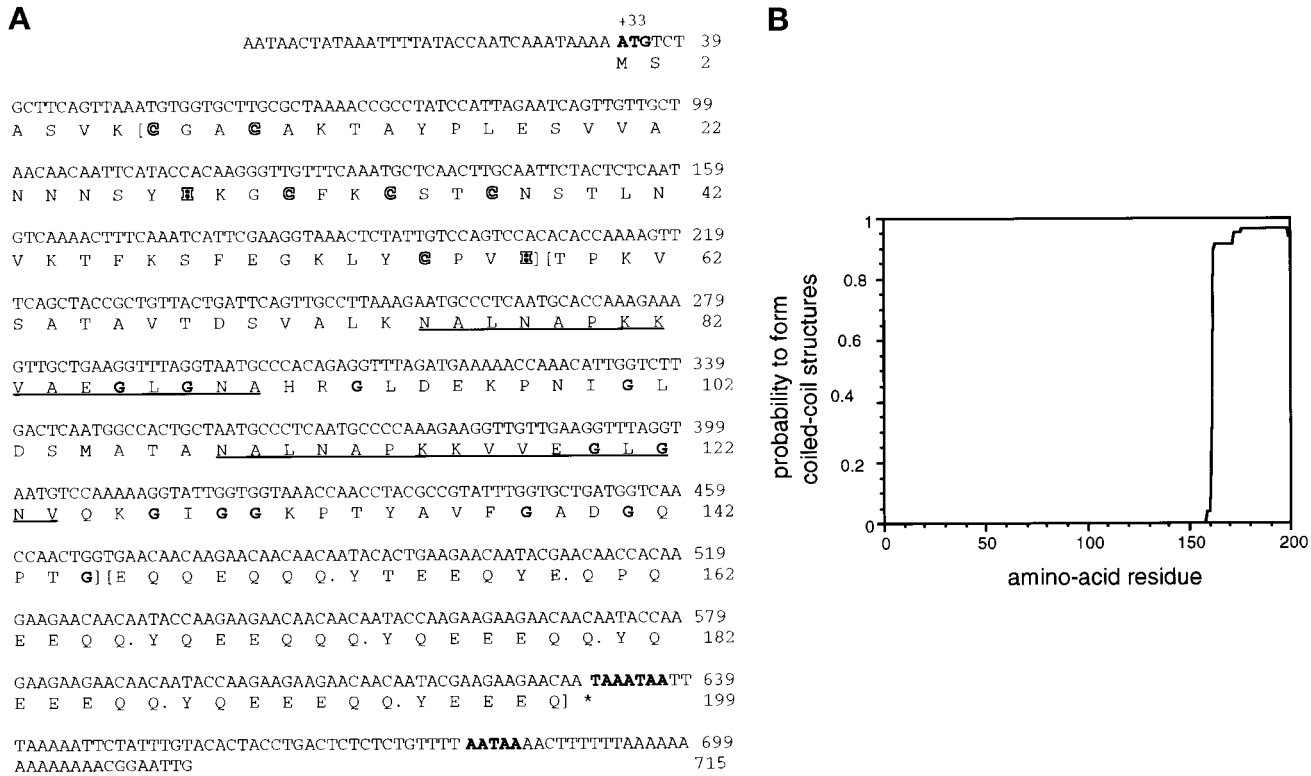 A
+33
AATAACTATAAATTTTATACCAATCAAATAAAA ATGTCT 39
M S 2
GCTTCAGTTAAATGTGGTGCTTGCGCTAAAACCGCCTATCCATTAGAATCAGTTGTTGCT 99
A S V K [C G A C A K T A Y P L E S V V A 22
AACAACAATTCATACCACAAGGGTTGTTTCAAATGCTCAACTTGCAATTCTACTCTCAAT 159
N N N S Y H K G C F K C S T C N S T L N 42
GTCAAAACTTTCAAATCATTCGAAGGTAAACTCTATTGTCCAGTCCACACACCAAAAGTT 219
V K T F K S F E G K L Y C P V H] [T P K V 62
TCAGCTACCGCTGTTACTGATTCAGTTGCCTTAAAGAATGCCCTCAATGCACCAAAGAAA 279
S A T A V T D S V A L K N A L N A P K K 82
GTTGCTGAAGGTTTAGGTAATGCCCACAGAGGTTTAGATGAAAAACCAAACATTGGTCTT 339
V A E G L G N A H R G L D E K P N I G L 102
GACTCAATGGCCACTGCTAATGCCCTCAATGCCCCAAAGAAGGTTGTTGAAGGTTTAGGT 399
D S M A T A N A L N A P K K V V E G L G 122
AATGTCCAAAAAGGTATTGGTGGTAAACCAACCTACGCCGTATTTGGTGCTGATGGTCAA 459
N V Q K G I G G K P T Y A V F G A D G Q 142
CCAACTGGTGAACAACAAGAACAACAACAATACACTGAAGAACAATACGAACAACCACAA 519
P T G] [E Q Q E Q Q Q. Y T E E Q Y E. Q P Q 162
GAAGAACAACAATACCAAGAAGAACAACAACAATACCAAGAAGAAGAACAACAATACCAA 579
E E Q Q. Y Q E E Q Q Q. Y Q E E E Q Q. Y Q 182
GAAGAAGAACAACAATACCAAGAAGAAGAACAACAATACGAAGAAGAACAA TAAATAATT 639
E E E Q Q. Y Q E E E Q Q. Y E E E Q] * 199
TAAAAATTCTATTTGTACACTACCTGACTCTCTCTGTTTT AATAAAACTTTTTTAAAAAA 699
AAAAAAAACGGAATTG 715
B
probability to form
coiled-coil structures
1
0.8
0.6
0.4
0.2
0
0 50 100 150 200
amino-acid residue